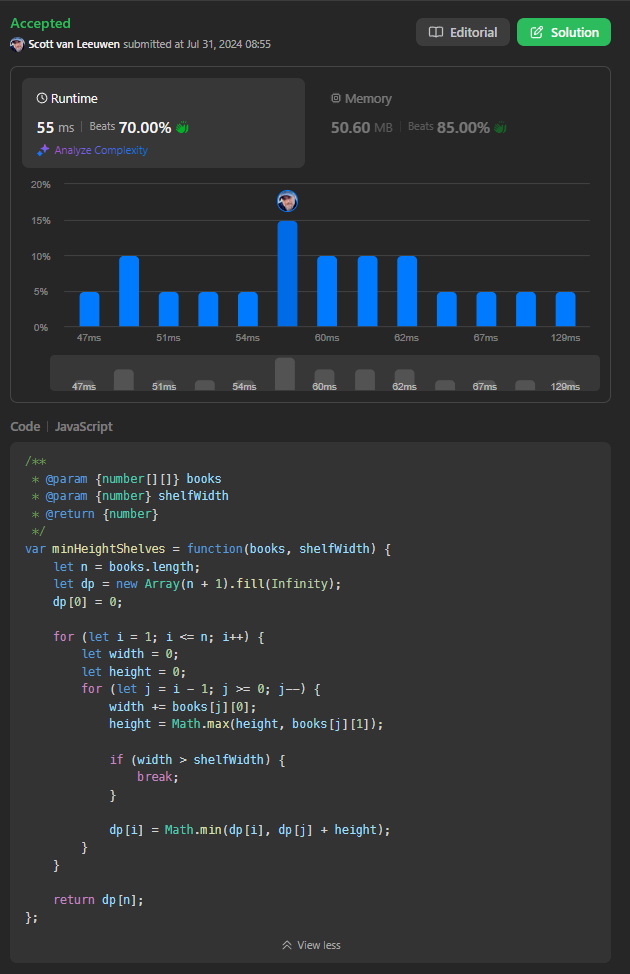 Accepted
Editorial
Solution
Scott van Leeuwen submitted at Jul 31, 2024 08:55
Runtime
55 ms | Beats 70.00%
Analyze Complexity
Memory
50.60 MB | Beats 85.00%
20%
15%
10%
5%
0%
47ms 51ms 54ms 60ms 62ms 67ms 129ms
47ms 51ms 54ms 60ms 62ms 67ms 129ms
Code | JavaScript
/**
 * @param {number[][]} books
 * @param {number} shelfWidth
 * @return {number}
 */
var minHeightShelves = function(books, shelfWidth) {
    let n = books.length;
    let dp = new Array(n + 1).fill(Infinity);
    dp[0] = 0;
    for (let i = 1; i <= n; i++) {
        let width = 0;
        let height = 0;
        for (let j = i - 1; j >= 0; j--) {
            width += books[j][0];
            height = Math.max(height, books[j][1]);
            if (width > shelfWidth) {
                break;
            }
            dp[i] = Math.min(dp[i], dp[j] + height);
        }
    }
    return dp[n];
};
View less